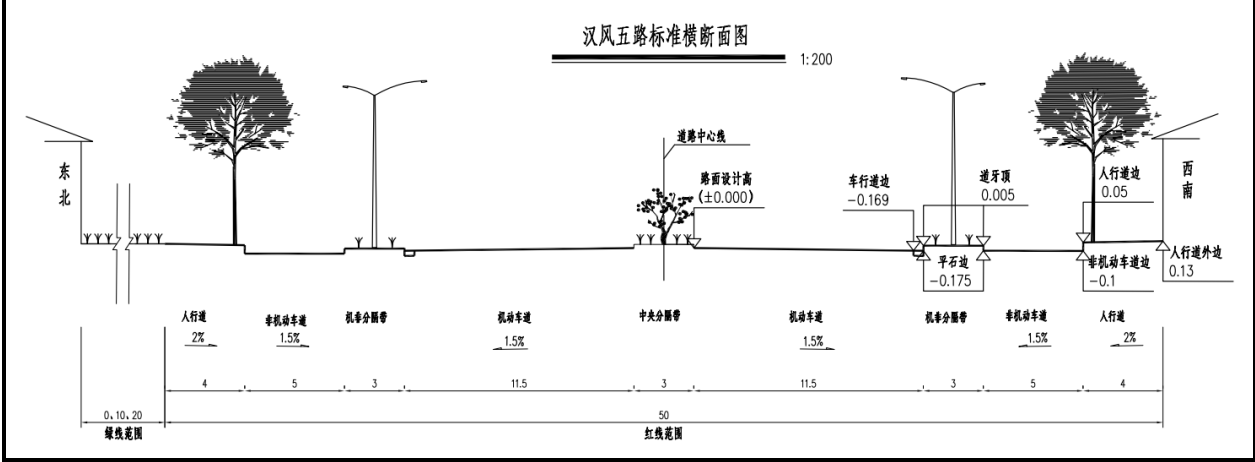 汉风五路标准横断面图
1:200
道路中心线
路面设计高
(±0.000)
车行道边
-0.169
道牙顶
0.005
人行道边
0.05
东北
西南
平石边
-0.175
非机动车道边
-0.1
人行道外边
0.13
人行道 非机动车道 机非分隔带 机动车道 中央分隔带 机动车道 机非分隔带 非机动车道 人行道
2% 1.5% 1.5% 1.5% 1.5% 2%
4 5 3 11.5 3 11.5 3 5 4
0、10、20 50
绿线范围 红线范围